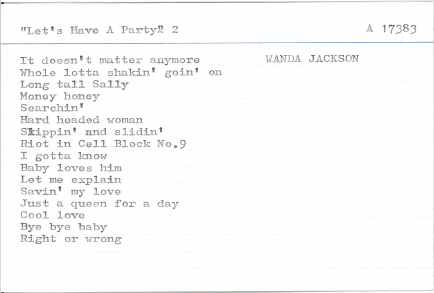 "Let's Have A Party" 2 A 17383
It doesn't matter anymore WANDA JACKSON
Whole lotta shakin' goin' on
Long tall Sally
Money honey
Searchin'
Hard headed woman
Skippin' and slidin'
Riot in Cell Block No.9
I gotta know
Baby loves him
Let me explain
Savin' my love
Just a queen for a day
Cool love
Bye bye baby
Right or wrong